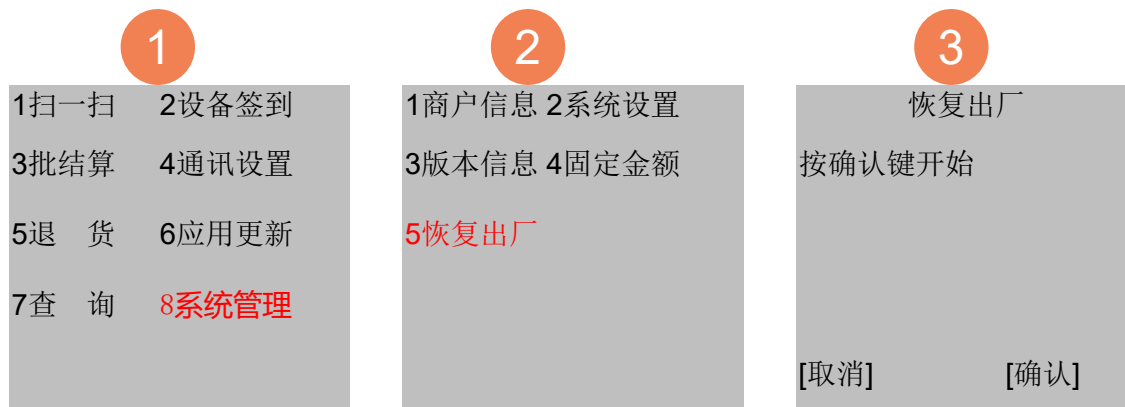 1
1扫一扫 2设备签到
3批结算 4通讯设置
5退 货 6应用更新
7查 询 8系统管理
2
1商户信息 2系统设置
3版本信息 4固定金额
5恢复出厂
3
恢复出厂
按确认键开始
[取消] [确认]